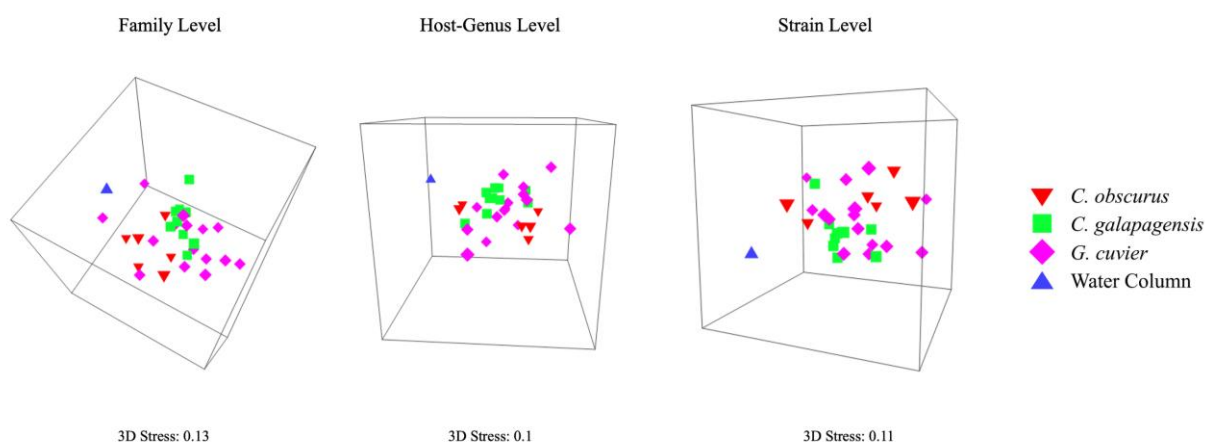 Family Level
Host-Genus Level
Strain Level
C. obscurus
C. galapagensis
G. cuvier
Water Column
3D Stress: 0.13
3D Stress: 0.1
3D Stress: 0.11